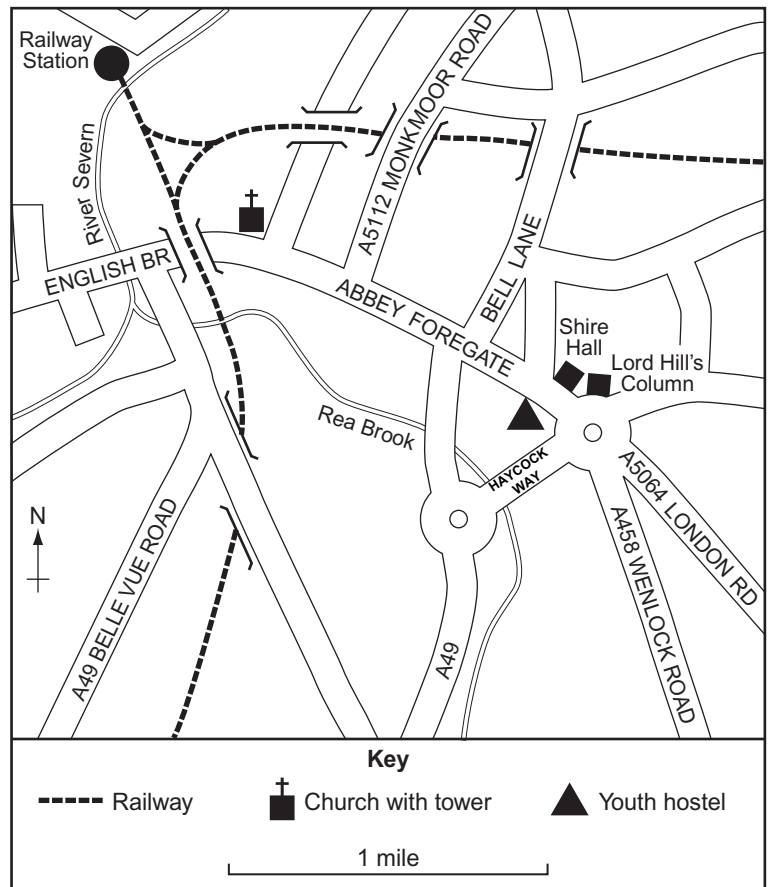 Railway
Station
River Severn
ENGLISH BR
A5112 MONKMOOR ROAD
BELL LANE
ABBEY FOREGATE
Shire
Hall
Lord Hill's
Column
Rea Brook
HAYCOCK
WAY
A5064 LONDON RD
A458 WENLOCK ROAD
N
A49 BELLE VUE ROAD
A49
Key
Railway
Church with tower
Youth hostel
1 mile